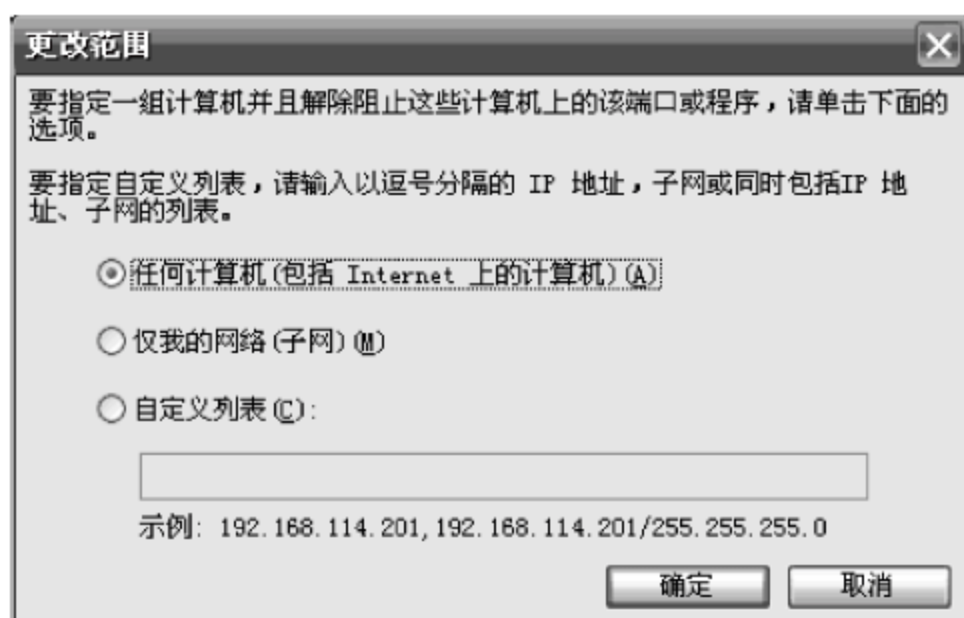 更改范围
要指定一组计算机并且解除阻止这些计算机上的该端口或程序，请单击下面的
选项。
要指定自定义列表，请输入以逗号分隔的 IP 地址，子网或同时包括IP 地
址、子网的列表。
任何计算机(包括 Internet 上的计算机)(A)
仅我的网络(子网)(M)
自定义列表(C):
示例: 192.168.114.201,192.168.114.201/255.255.255.0
确定 取消